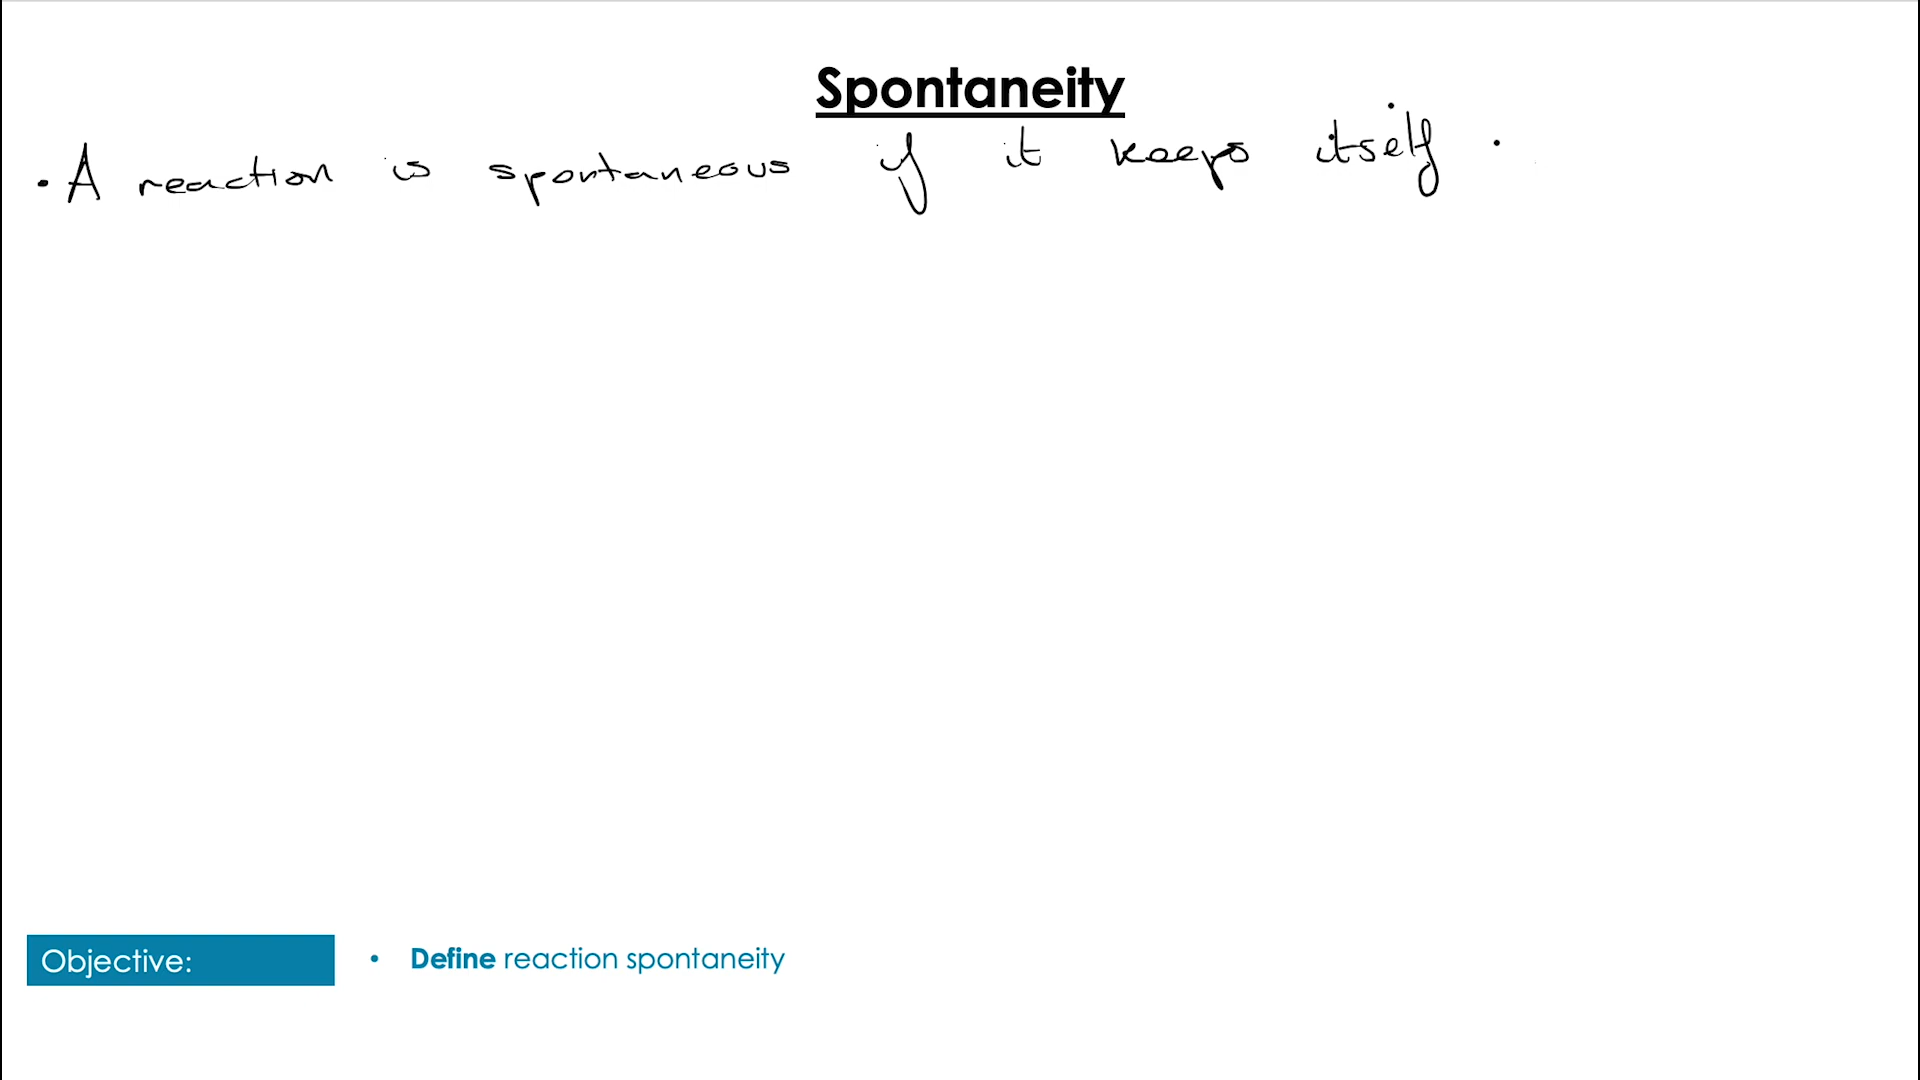 Spontaneity
• A reaction is spontaneous if it keeps itself
Objective:
• Define reaction spontaneity